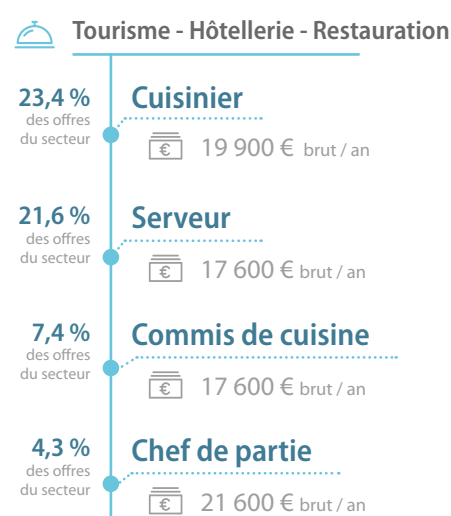 Tourisme - Hôtellerie - Restauration
23,4 %
des offres
du secteur
Cuisinier
€ 19 900 € brut / an
21,6 %
des offres
du secteur
Serveur
€ 17 600 € brut / an
7,4 %
des offres
du secteur
Commis de cuisine
€ 17 600 € brut / an
4,3 %
des offres
du secteur
Chef de partie
€ 21 600 € brut / an